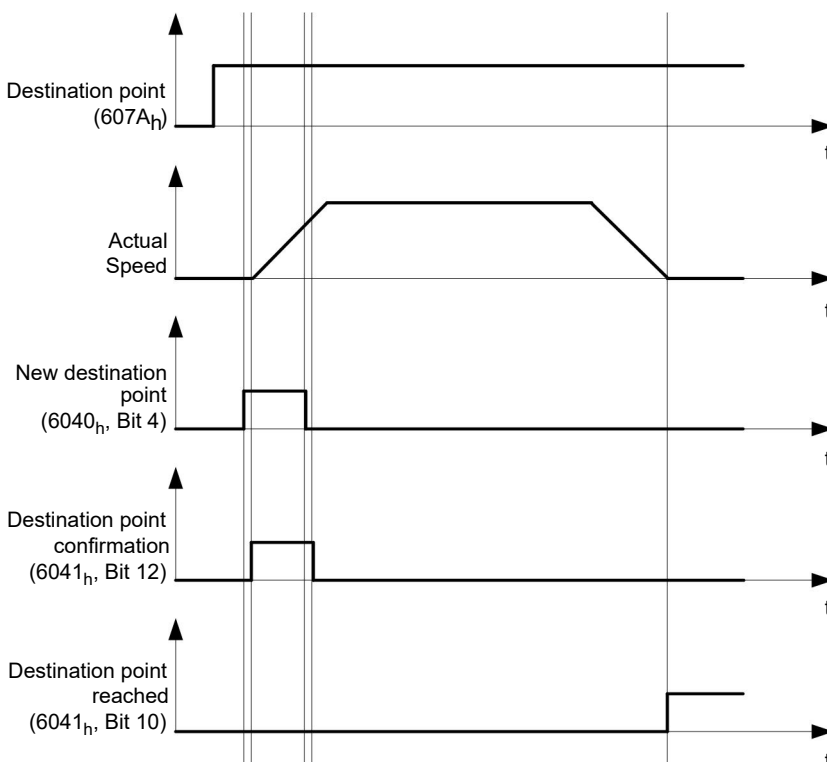 Destination point
(607Ah)
t
Actual
Speed
t
New destination
point
(6040h, Bit 4)
t
Destination point
confirmation
(6041h, Bit 12)
t
Destination point
reached
(6041h, Bit 10)
t